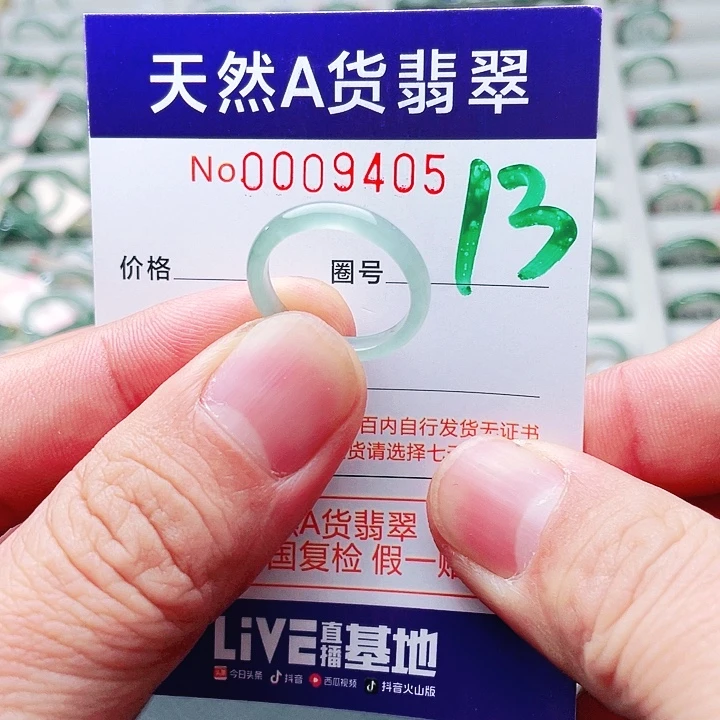 天然A货翡翠
No0009405
13
价格 圈号
百内自行发货无证书
货请选择七
A货翡翠
国复检 假一
LiVE直播基地
今日头条 抖音 西瓜视频 抖音火山版